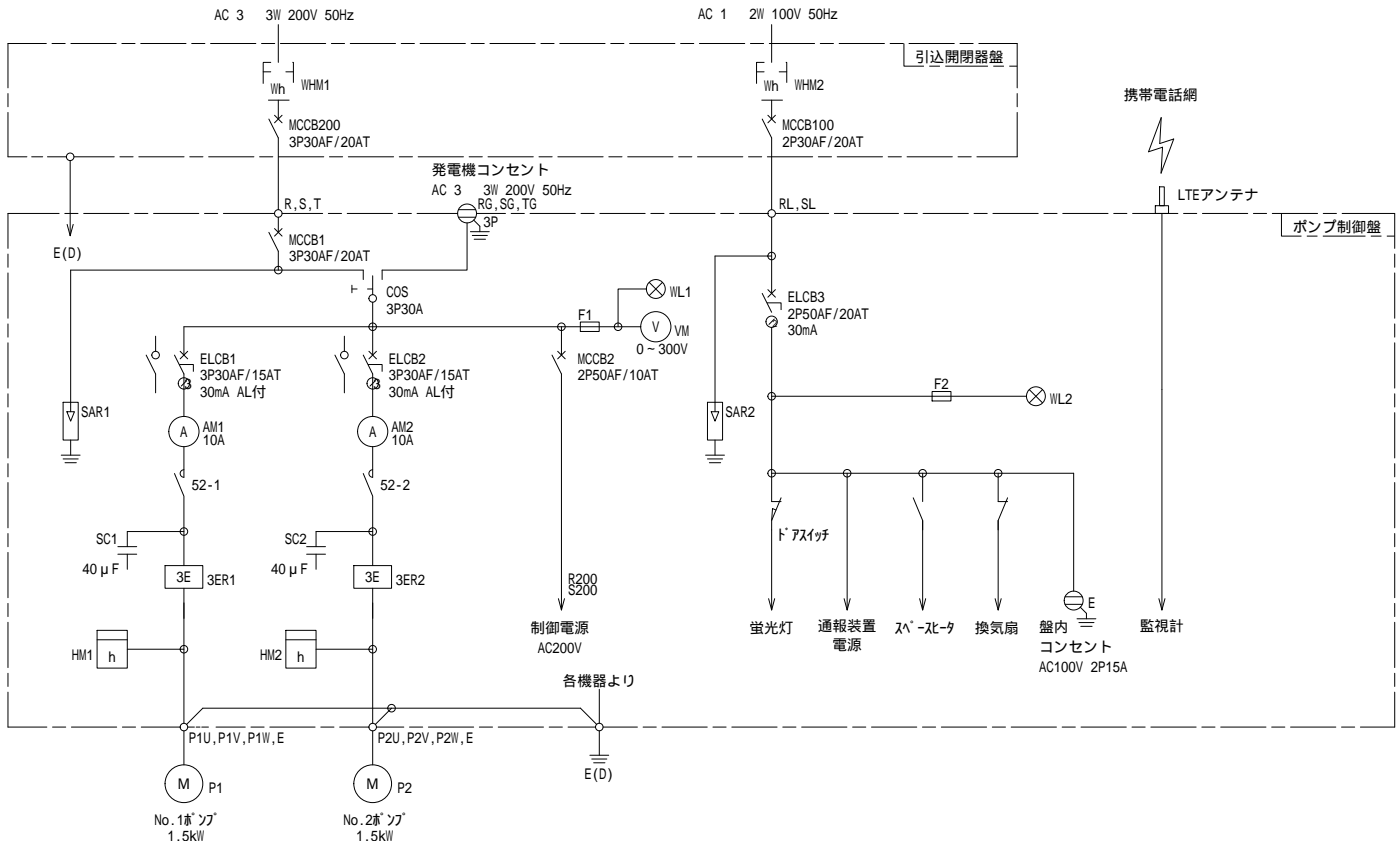 AC 3 3W 200V 50Hz
AC 1 2W 100V 50Hz
引込開閉器盤
Wh
WHM1
Wh
WHM2
MCCB200
3P30AF/20AT
MCCB100
2P30AF/20AT
携帯電話網
発電機コンセント
AC 3 3W 200V 50Hz
RG,SG,TG
3P
R,S,T
RL,SL
LTEアンテナ
ポンプ制御盤
E(D)
MCCB1
3P30AF/20AT
COS
3P30A
WL1
F1
V
VM
0~300V
ELCB3
2P50AF/20AT
30mA
ELCB1
3P30AF/15AT
30mA AL付
ELCB2
3P30AF/15AT
30mA AL付
MCCB2
2P50AF/10AT
F2
WL2
SAR1
A
AM1
10A
A
AM2
10A
SAR2
52-1
52-2
ドアスイッチ
SC1
40μF
SC2
40μF
3E
3ER1
3E
3ER2
R200
S200
制御電源
AC200V
蛍光灯
通報装置
電源
スペースヒータ
換気扇
E
盤内
コンセント
AC100V 2P15A
監視計
HM1
h
HM2
h
各機器より
P1U,P1V,P1W,E
P2U,P2V,P2W,E
E(D)
M
P1
M
P2
No.1ポンプ
1.5kW
No.2ポンプ
1.5kW